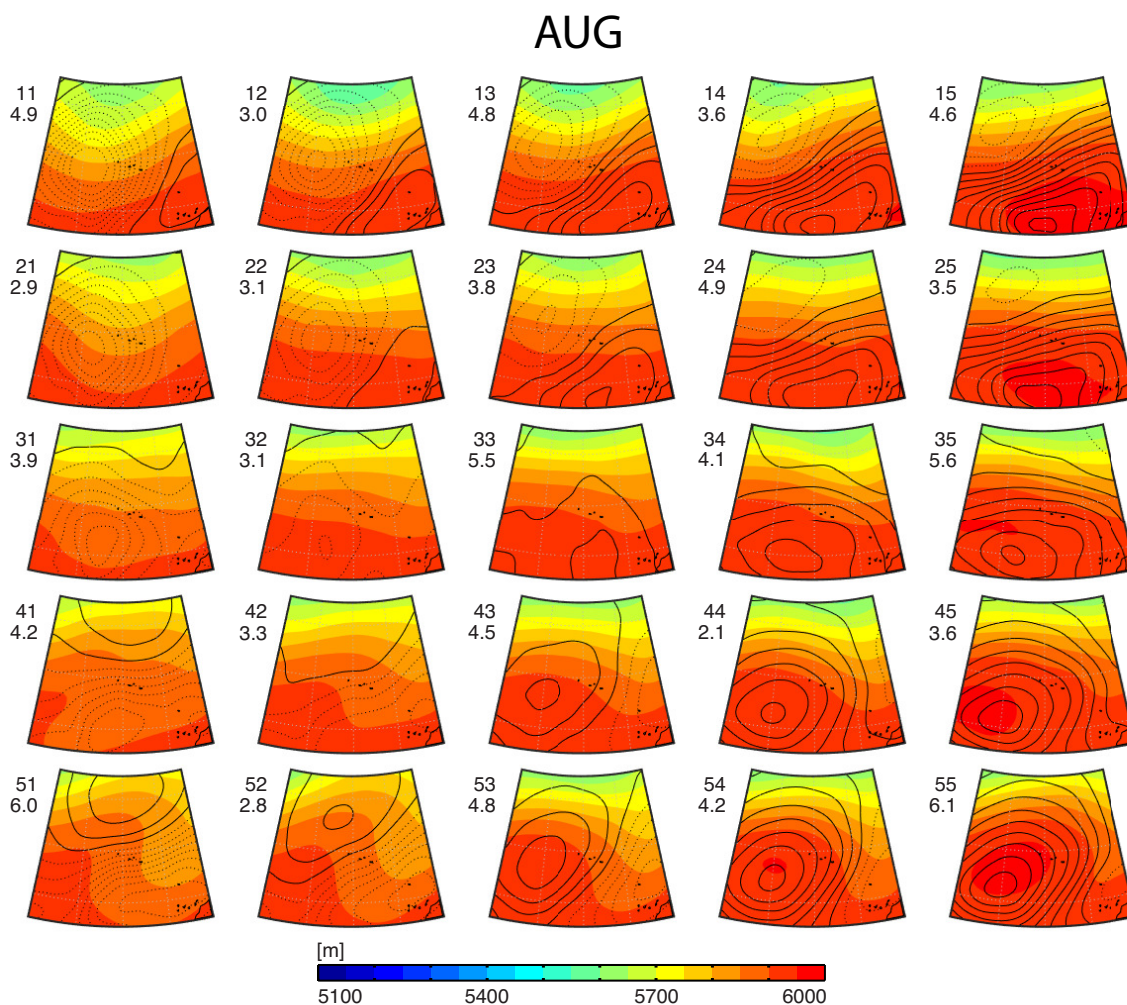 AUG
11 12 13 14 15
4.9 3.0 4.8 3.6 4.6
21 22 23 24 25
2.9 3.1 3.8 4.9 3.5
31 32 33 34 35
3.9 3.1 5.5 4.1 5.6
41 42 43 44 45
4.2 3.3 4.5 2.1 3.6
51 52 53 54 55
6.0 2.8 4.8 4.2 6.1
[m]
5100 5400 5700 6000